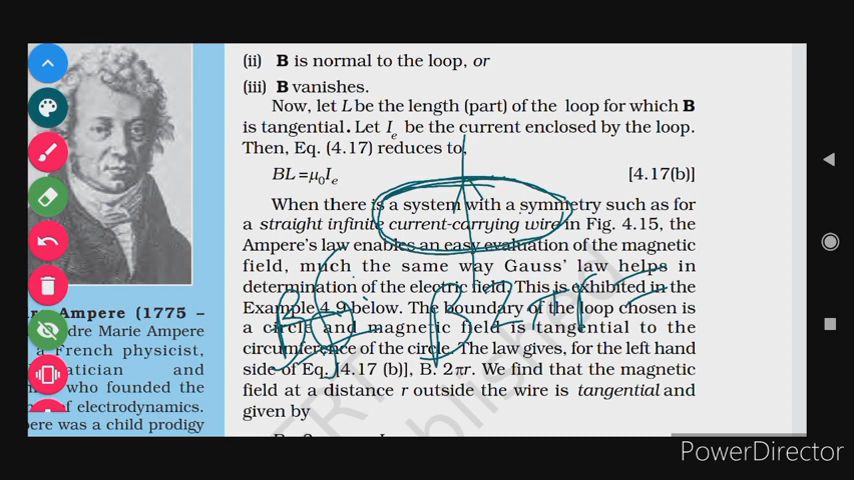 (ii) B is normal to the loop, or
(iii) B vanishes.
Now, let L be the length (part) of the loop for which B
is tangential. Let Iₑ be the current enclosed by the loop.
Then, Eq. (4.17) reduces to,
BL =μ₀Iₑ [4.17(b)]
When there is a system with a symmetry such as for
a straight infinite current-carrying wire in Fig. 4.15, the
Ampere's law enables an easy evaluation of the magnetic
field, much the same way Gauss' law helps in
determination of the electric field. This is exhibited in the
Example 4.9 below. The boundary of the loop chosen is
a circle and magnetic field is tangential to the
circumference of the circle. The law gives, for the left hand
side of Eq. [4.17 (b)], B. 2πr. We find that the magnetic
field at a distance r outside the wire is tangential and
given by
Ampere (1775 –
dre Marie Ampere
a French physicist,
atician and
who founded the
of electrodynamics.
ere was a child prodigy
B 2πr =
PowerDirector